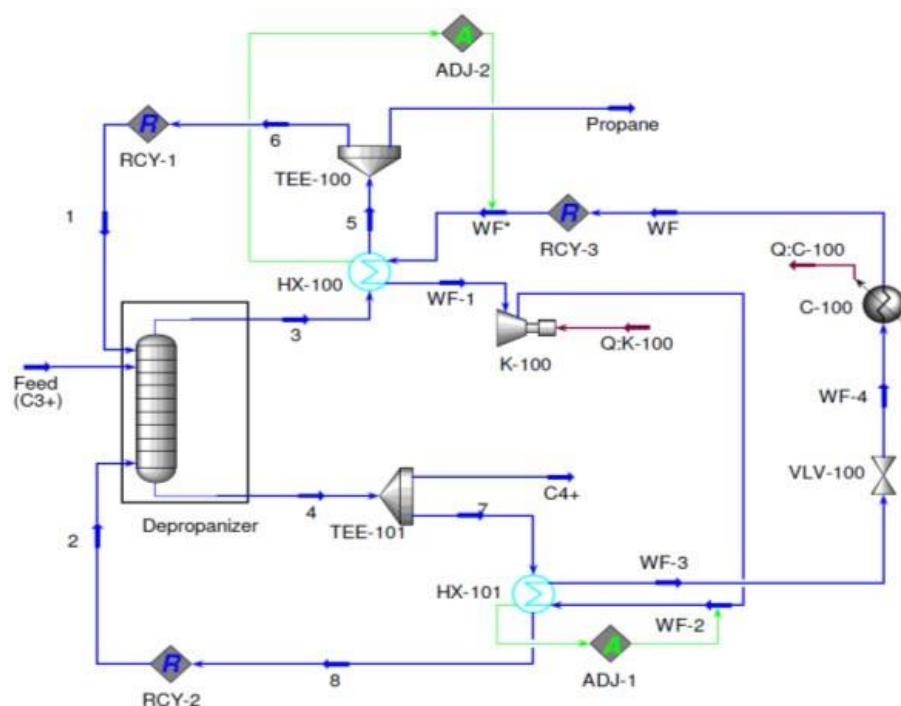 A
ADJ-2
Propane
R
6
RCY-1
TEE-100
1
5
WF*
R
RCY-3
WF
Q:C-100
HX-100
WF-1
C-100
3
K-100
Q:K-100
Feed
(C3+)
WF-4
VLV-100
C4+
4
7
TEE-101
Depropanizer
2
WF-3
HX-101
WF-2
A
ADJ-1
R
8
RCY-2